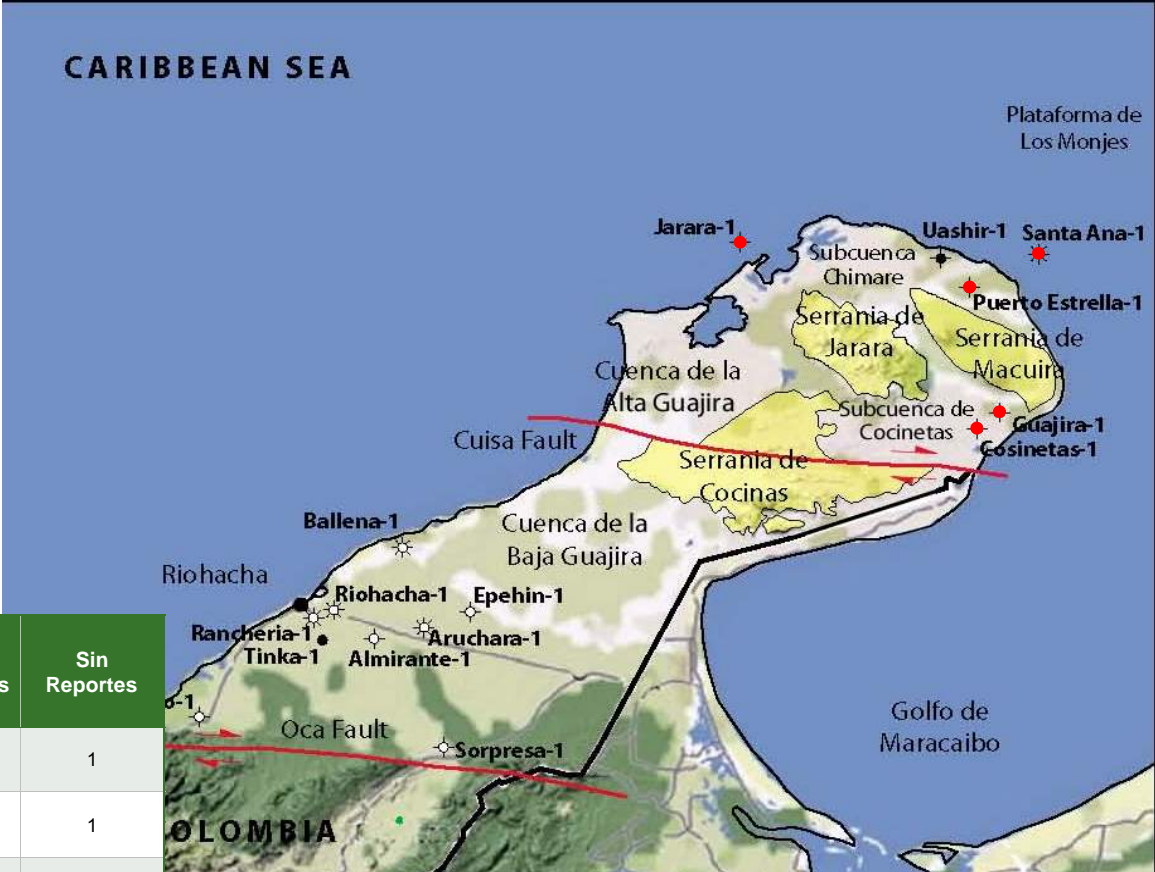 CARIBBEAN SEA
Plataforma de
Los Monjes
Jarara-1
Uashir-1
Santa Ana-1
Subcuenca
Chimare
Puerto Estrella-1
Serrania de
Jarara
Serrania de
Macuira
Cuenca de la
Alta Guajira
Subcuenca de
Cocinetas
Guajira-1
Cosinetas-1
Cuisa Fault
Serrania de
Cocinas
Ballena-1
Cuenca de la
Baja Guajira
Riohacha
Riohacha-1
Epehin-1
Rancheria-1
Aruchara-1
Tinka-1
Almirante-1
s
Sin
Reportes
o-1
Oca Fault
Sorpresa-1
Golfo de
Maracaibo
1
1
OLOMBIA